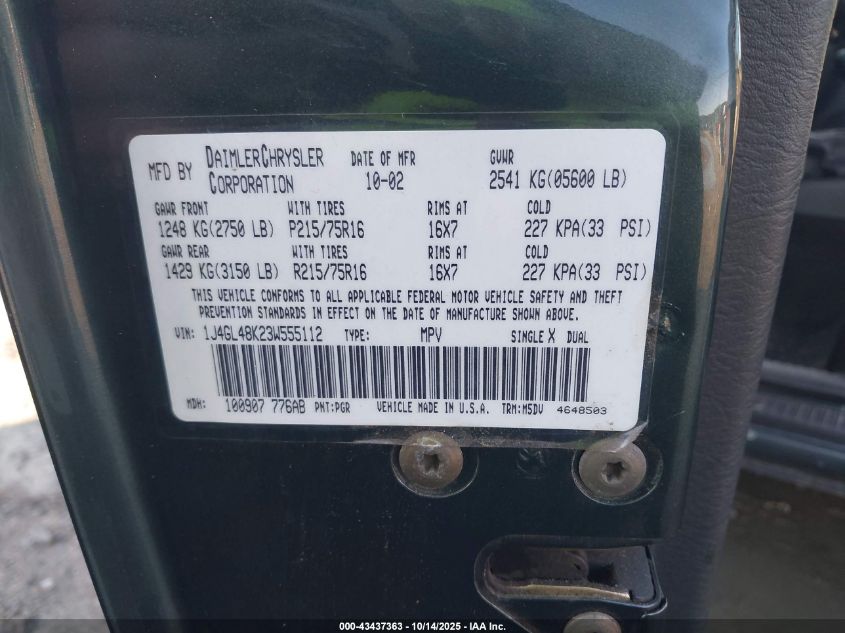 MFD BY DAIMLERCHRYSLER CORPORATION DATE OF MFR 10-02 GVWR 2541 KG(05600 LB)
GAWR FRONT WITH TIRES RIMS AT COLD
1248 KG(2750 LB) P215/75R16 16X7 227 KPA(33 PSI)
GAWR REAR WITH TIRES RIMS AT COLD
1429 KG(3150 LB) R215/75R16 16X7 227 KPA(33 PSI)
THIS VEHICLE CONFORMS TO ALL APPLICABLE FEDERAL MOTOR VEHICLE SAFETY AND THEFT
PREVENTION STANDARDS IN EFFECT ON THE DATE OF MANUFACTURE SHOWN ABOVE.
VIN: 1J4GL48K23W555112 TYPE: MPV SINGLE X DUAL
MDH: 100907 776AB PNT:PGR VEHICLE MADE IN U.S.A. TRM:M5DV 4648503
000-43437363 - 10/14/2025 - IAA Inc.